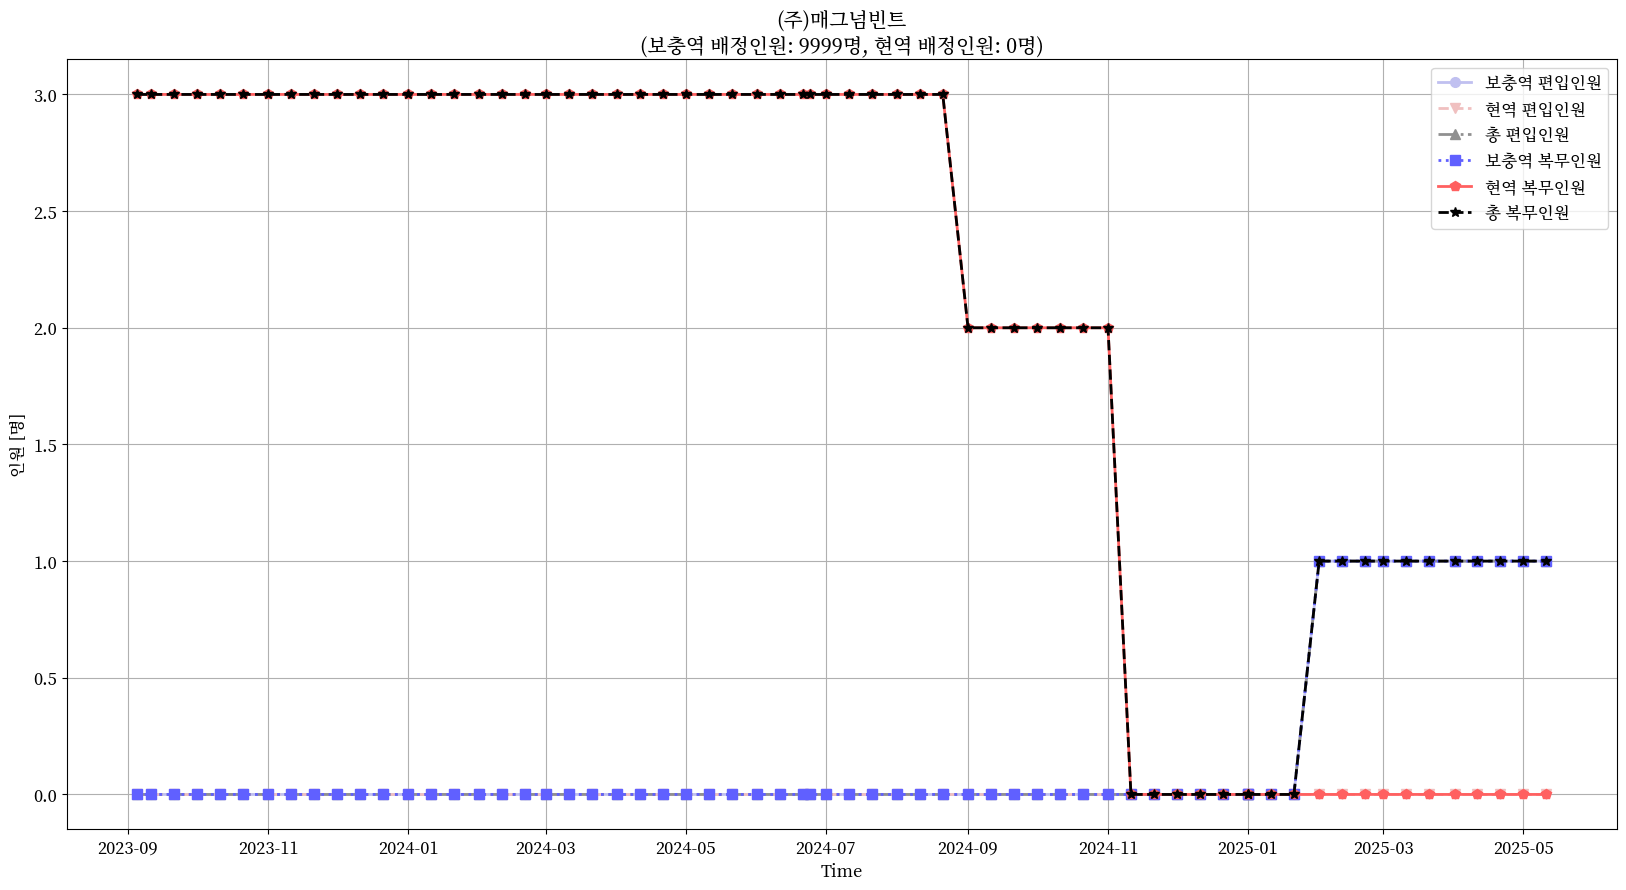 (주)매그넘빈트
(보충역 배정인원: 9999명, 현역 배정인원: 0명)
보충역 편입인원
현역 편입인원
총 편입인원
보충역 복무인원
현역 복무인원
총 복무인원
인원 [명]
3.0
2.5
2.0
1.5
1.0
0.5
0.0
2023-09
2023-11
2024-01
2024-03
2024-05
2024-07
2024-09
2024-11
2025-01
2025-03
2025-05
Time